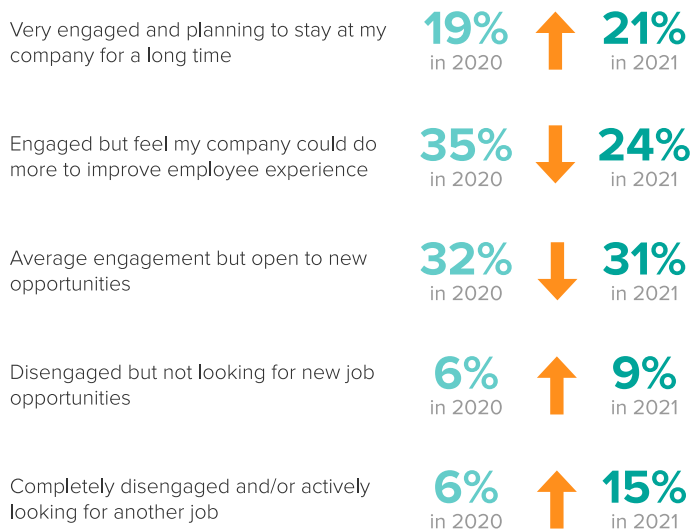 Very engaged and planning to stay at my
company for a long time
19%
in 2020
21%
in 2021
Engaged but feel my company could do
more to improve employee experience
35%
in 2020
24%
in 2021
Average engagement but open to new
opportunities
32%
in 2020
31%
in 2021
Disengaged but not looking for new job
opportunities
6%
in 2020
9%
in 2021
Completely disengaged and/or actively
looking for another job
6%
in 2020
15%
in 2021